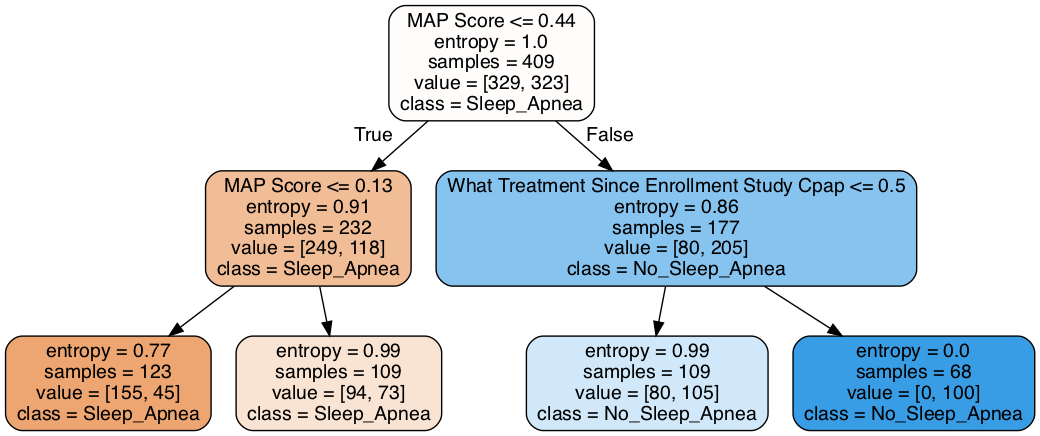 MAP Score <= 0.44
entropy = 1.0
samples = 409
value = [329, 323]
class = Sleep_Apnea
True
False
MAP Score <= 0.13
entropy = 0.91
samples = 232
value = [249, 118]
class = Sleep_Apnea
What Treatment Since Enrollment Study Cpap <= 0.5
entropy = 0.86
samples = 177
value = [80, 205]
class = No_Sleep_Apnea
entropy = 0.77
samples = 123
value = [155, 45]
class = Sleep_Apnea
entropy = 0.99
samples = 109
value = [94, 73]
class = Sleep_Apnea
entropy = 0.99
samples = 109
value = [80, 105]
class = No_Sleep_Apnea
entropy = 0.0
samples = 68
value = [0, 100]
class = No_Sleep_Apnea